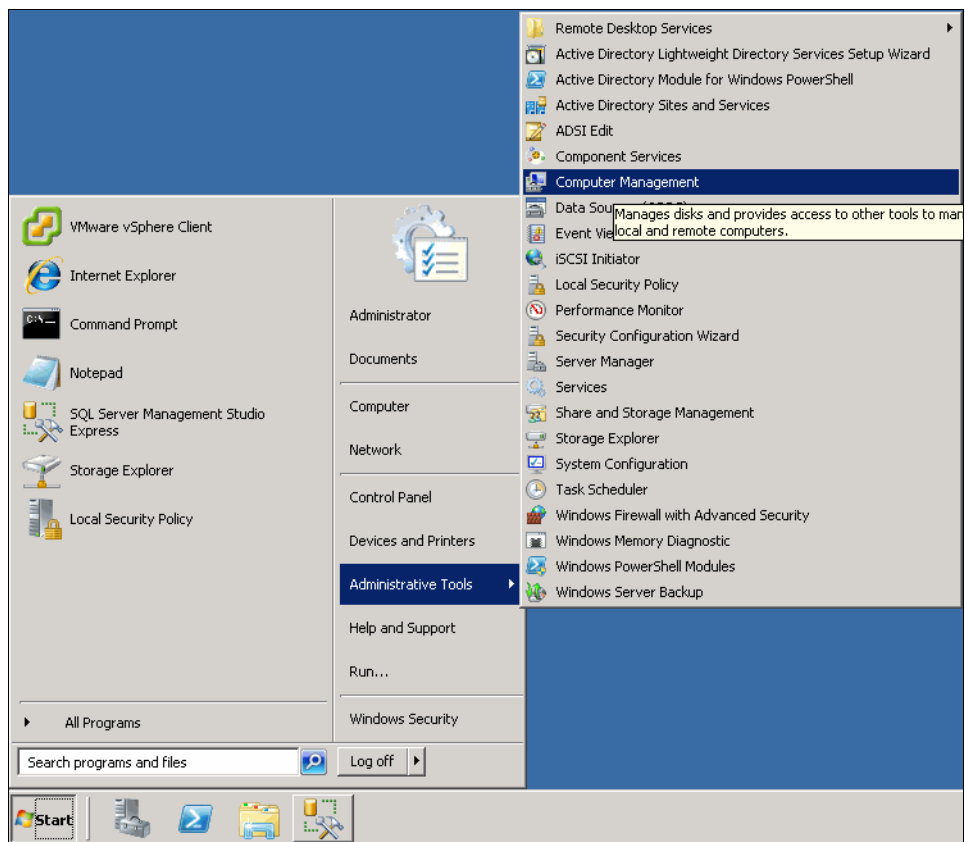 VMware vSphere Client
Internet Explorer
C:\
Command Prompt
Notepad
SQL Server Management Studio
Express
Storage Explorer
Local Security Policy
All Programs
Search programs and files
Administrator
Documents
Computer
Network
Control Panel
Devices and Printers
Administrative Tools
Help and Support
Run...
Windows Security
Log off
Remote Desktop Services
Active Directory Lightweight Directory Services Setup Wizard
Active Directory Module for Windows PowerShell
Active Directory Sites and Services
ADSI Edit
Component Services
Computer Management
Data Sou
Manages disks and provides access to other tools to mar
Event Vie
local and remote computers.
iSCSI Initiator
Local Security Policy
Performance Monitor
Security Configuration Wizard
Server Manager
Services
Share and Storage Management
Storage Explorer
System Configuration
Task Scheduler
Windows Firewall with Advanced Security
Windows Memory Diagnostic
Windows PowerShell Modules
Windows Server Backup
Start